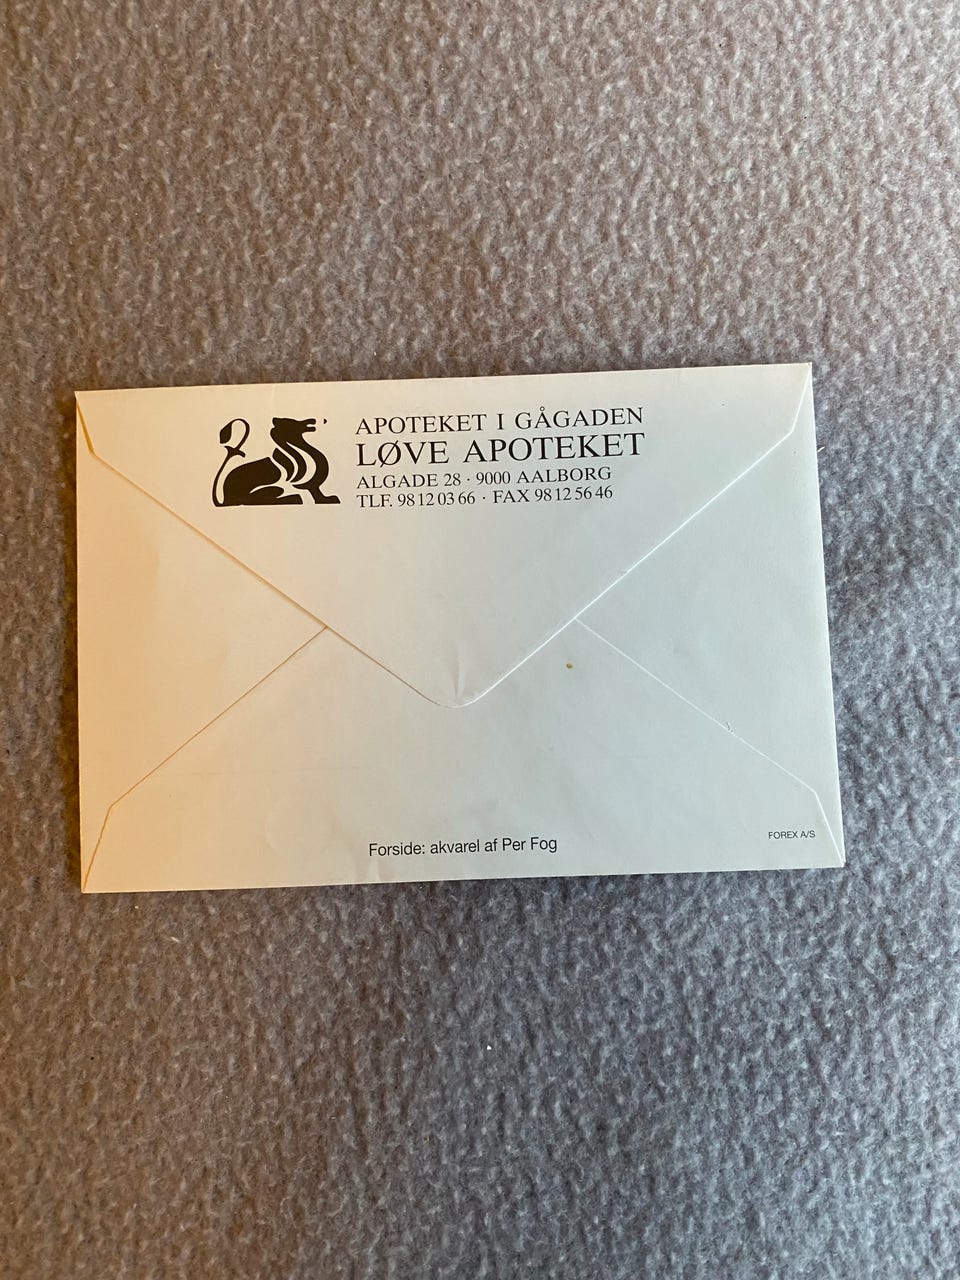 APOTEKET I GÅGADEN
LØVE APOTEKET
ALGADE 28 · 9000 AALBORG
TLF. 98 12 03 66 · FAX 98 12 56 46
Forside: akvarel af Per Fog
FOREX A/S